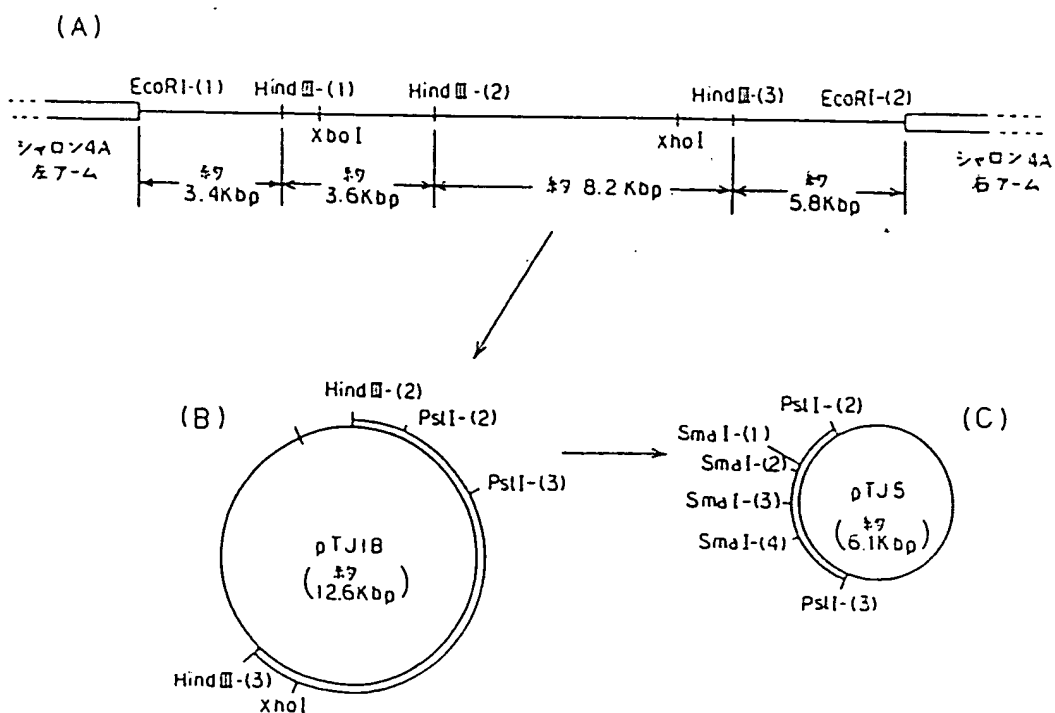 (A)
EcoRI-(1) HindⅢ-(1) HindⅢ-(2) HindⅢ-(3) EcoRI-(2)
XboI XhoI
シャロン4A
左アーム
シャロン4A
右アーム
約
3.4Kbp
約
3.6Kbp
約 8.2Kbp
約
5.8Kbp
(B)
HindⅢ-(2)
PstI-(2)
PstI-(3)
pTJ18
(約
12.6Kbp)
HindⅢ-(3)
XhoI
(C)
PstI-(2)
SmaI-(1)
SmaI-(2)
SmaI-(3)
SmaI-(4)
pTJ5
(約
6.1Kbp)
PstI-(3)